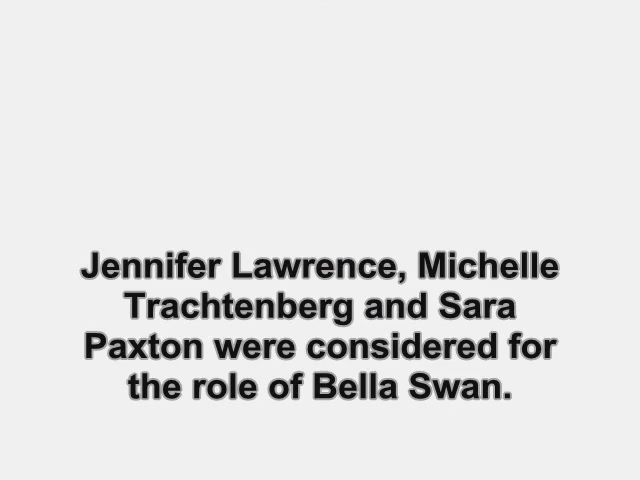 Jennifer Lawrence, Michelle
Trachtenberg and Sara
Paxton were considered for
the role of Bella Swan.